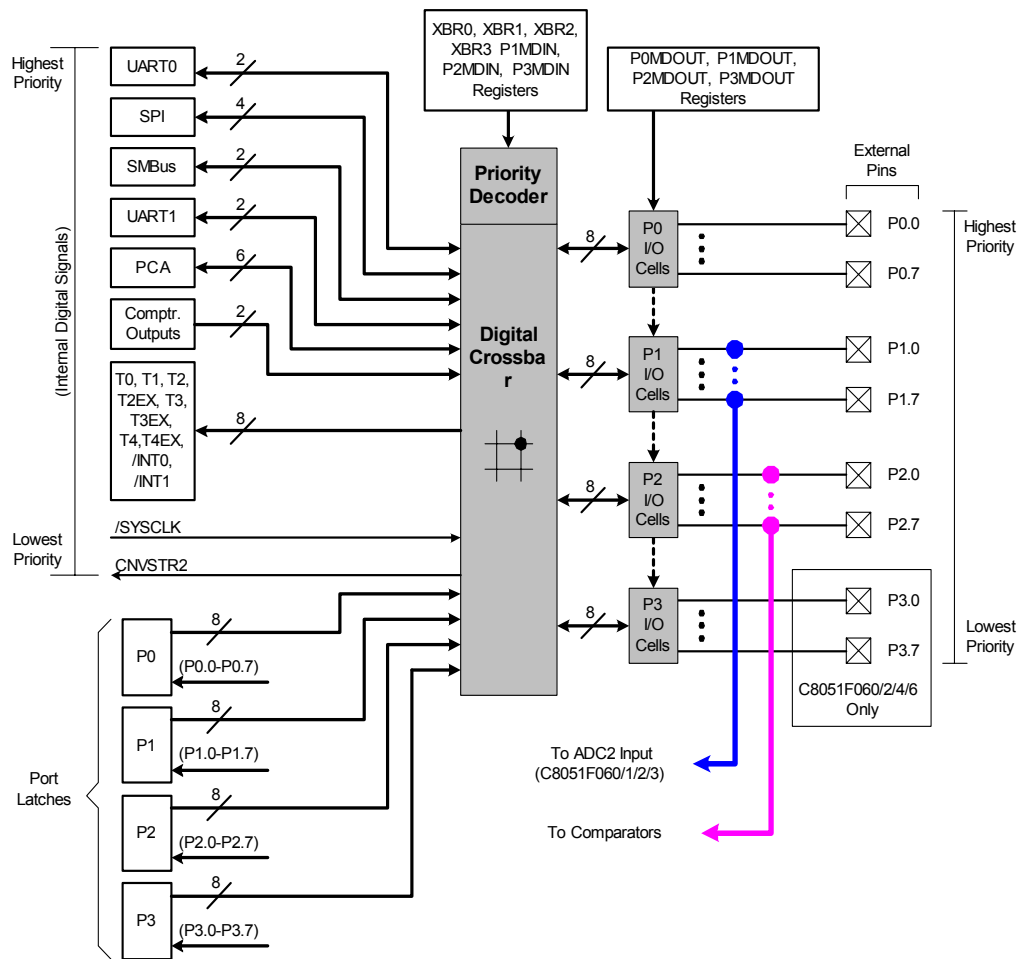 XBR0, XBR1, XBR2,
XBR3 P1MDIN,
P2MDIN, P3MDIN
Registers
P0MDOUT, P1MDOUT,
P2MDOUT, P3MDOUT
Registers
Highest
Priority
(Internal Digital Signals)
Lowest
Priority
UART0
2
SPI
4
SMBus
2
UART1
2
PCA
6
Comptr.
Outputs
2
T0, T1, T2,
T2EX, T3,
T3EX,
T4,T4EX,
/INT0,
/INT1
8
/SYSCLK
CNVSTR2
Priority
Decoder
Digital
Crossba
r
8
P0
I/O
Cells
8
P1
I/O
Cells
8
P2
I/O
Cells
8
P3
I/O
Cells
External
Pins
P0.0
P0.7
P1.0
P1.7
P2.0
P2.7
P3.0
P3.7
C8051F060/2/4/6
Only
Highest
Priority
Lowest
Priority
To ADC2 Input
(C8051F060/1/2/3)
To Comparators
Port
Latches
P0
8
(P0.0-P0.7)
P1
8
(P1.0-P1.7)
P2
8
(P2.0-P2.7)
P3
8
(P3.0-P3.7)